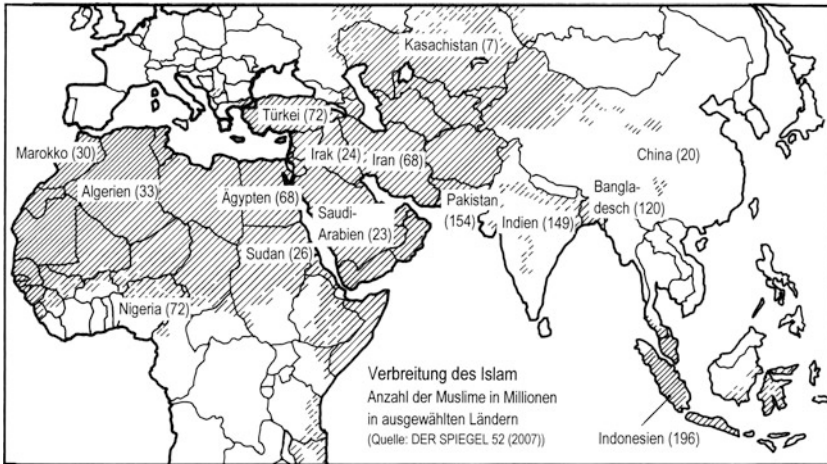 Kasachistan (7)
Türkei (72)
Marokko (30)
Irak (24)
Iran (68)
China (20)
Algerien (33)
Ägypten (68)
Saudi-
Arabien (23)
Pakistan
(154)
Indien (149)
Bangla-
desch (120)
Sudan (26)
Nigeria (72)
Verbreitung des Islam
Anzahl der Muslime in Millionen
in ausgewählten Ländern
(Quelle: DER SPIEGEL 52 (2007))
Indonesien (196)